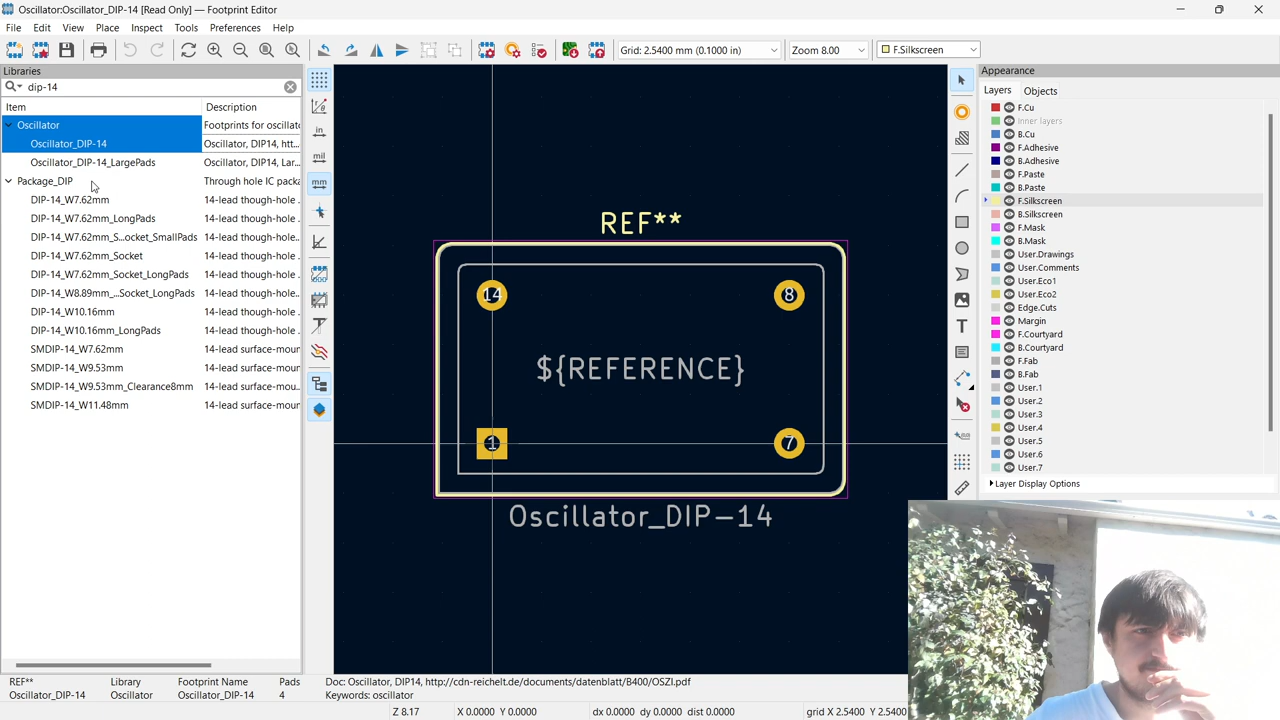 Oscillator:Oscillator_DIP-14 [Read Only] — Footprint Editor
File Edit View Place Inspect Tools Preferences Help
Grid: 2.5400 mm (0.1000 in) Zoom 8.00 F.Silkscreen
Libraries
dip-14
Item Description
Oscillator Footprints for oscillato
Oscillator_DIP-14 Oscillator, DIP14, htt...
Oscillator_DIP-14_LargePads Oscillator, DIP14, Lar...
Package_DIP Through hole IC packa
DIP-14_W7.62mm 14-lead though-hole .
DIP-14_W7.62mm_LongPads 14-lead though-hole .
DIP-14_W7.62mm_S...ocket_SmallPads 14-lead though-hole..
DIP-14_W7.62mm_Socket 14-lead though-hole .
DIP-14_W7.62mm_Socket_LongPads 14-lead though-hole .
DIP-14_W8.89mm_...Socket_LongPads 14-lead though-hole .
DIP-14_W10.16mm 14-lead though-hole .
DIP-14_W10.16mm_LongPads 14-lead though-hole .
SMDIP-14_W7.62mm 14-lead surface-moun
SMDIP-14_W9.53mm 14-lead surface-moun
SMDIP-14_W9.53mm_Clearance8mm 14-lead surface-mou...
SMDIP-14_W11.48mm 14-lead surface-moun
in
mil
mm
REF**
14 8
${REFERENCE}
1 7
Oscillator_DIP-14
Appearance
Layers Objects
F.Cu
Inner layers
B.Cu
F.Adhesive
B.Adhesive
F.Paste
B.Paste
F.Silkscreen
B.Silkscreen
F.Mask
B.Mask
User.Drawings
User.Comments
User.Eco1
User.Eco2
Edge.Cuts
Margin
F.Courtyard
B.Courtyard
F.Fab
B.Fab
User.1
User.2
User.3
User.4
User.5
User.6
User.7
Layer Display Options
REF** Library Footprint Name Pads Doc: Oscillator, DIP14, http://cdn-reichelt.de/documents/datenblatt/B400/OSZI.pdf
Oscillator_DIP-14 Oscillator Oscillator_DIP-14 4 Keywords: oscillator
Z 8.17 X 0.0000 Y 0.0000 dx 0.0000 dy 0.0000 dist 0.0000 grid X 2.5400 Y 2.5400